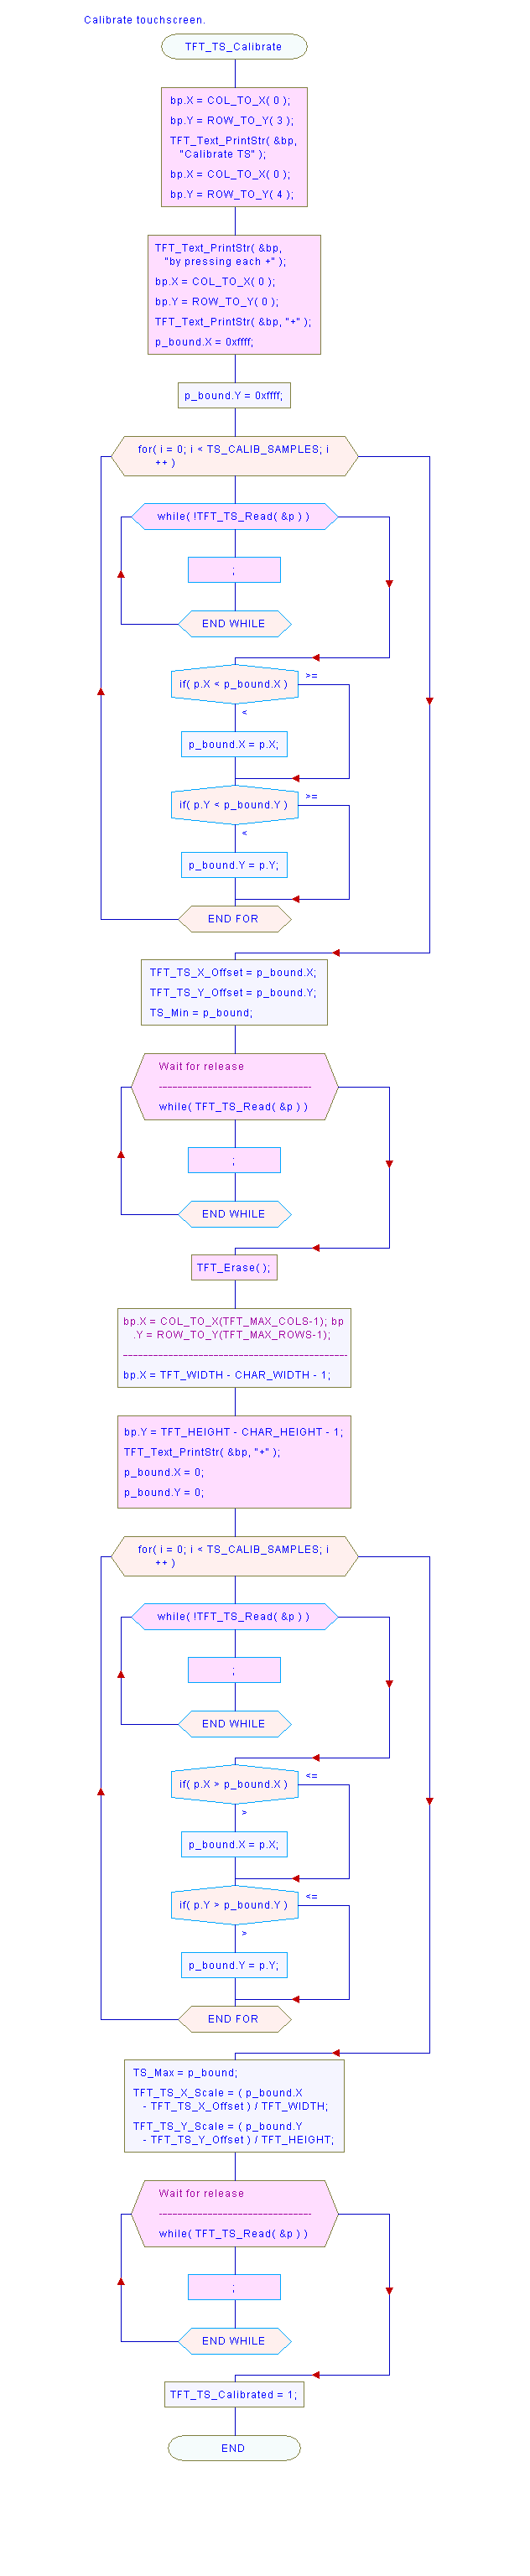 Calibrate touchscreen.
TFT_TS_Calibrate
bp.X = COL_TO_X( 0 );
bp.Y = ROW_TO_Y( 3 );
TFT_Text_PrintStr( &bp,
"Calibrate TS" );
bp.X = COL_TO_X( 0 );
bp.Y = ROW_TO_Y( 4 );
TFT_Text_PrintStr( &bp,
"by pressing each +" );
bp.X = COL_TO_X( 0 );
bp.Y = ROW_TO_Y( 0 );
TFT_Text_PrintStr( &bp, "+" );
p_bound.X = 0xffff;
p_bound.Y = 0xffff;
for( i = 0; i < TS_CALIB_SAMPLES; i
++ )
while( !TFT_TS_Read( &p ) )
;
END WHILE
if( p.X < p_bound.X )
>=
<
p_bound.X = p.X;
if( p.Y < p_bound.Y )
>=
<
p_bound.Y = p.Y;
END FOR
TFT_TS_X_Offset = p_bound.X;
TFT_TS_Y_Offset = p_bound.Y;
TS_Min = p_bound;
Wait for release
while( TFT_TS_Read( &p ) )
;
END WHILE
TFT_Erase( );
bp.X = COL_TO_X(TFT_MAX_COLS-1); bp
.Y = ROW_TO_Y(TFT_MAX_ROWS-1);
bp.X = TFT_WIDTH - CHAR_WIDTH - 1;
bp.Y = TFT_HEIGHT - CHAR_HEIGHT - 1;
TFT_Text_PrintStr( &bp, "+" );
p_bound.X = 0;
p_bound.Y = 0;
for( i = 0; i < TS_CALIB_SAMPLES; i
++ )
while( !TFT_TS_Read( &p ) )
;
END WHILE
if( p.X > p_bound.X )
<=
>
p_bound.X = p.X;
if( p.Y > p_bound.Y )
<=
>
p_bound.Y = p.Y;
END FOR
TS_Max = p_bound;
TFT_TS_X_Scale = ( p_bound.X
- TFT_TS_X_Offset ) / TFT_WIDTH;
TFT_TS_Y_Scale = ( p_bound.Y
- TFT_TS_Y_Offset ) / TFT_HEIGHT;
Wait for release
while( TFT_TS_Read( &p ) )
;
END WHILE
TFT_TS_Calibrated = 1;
END